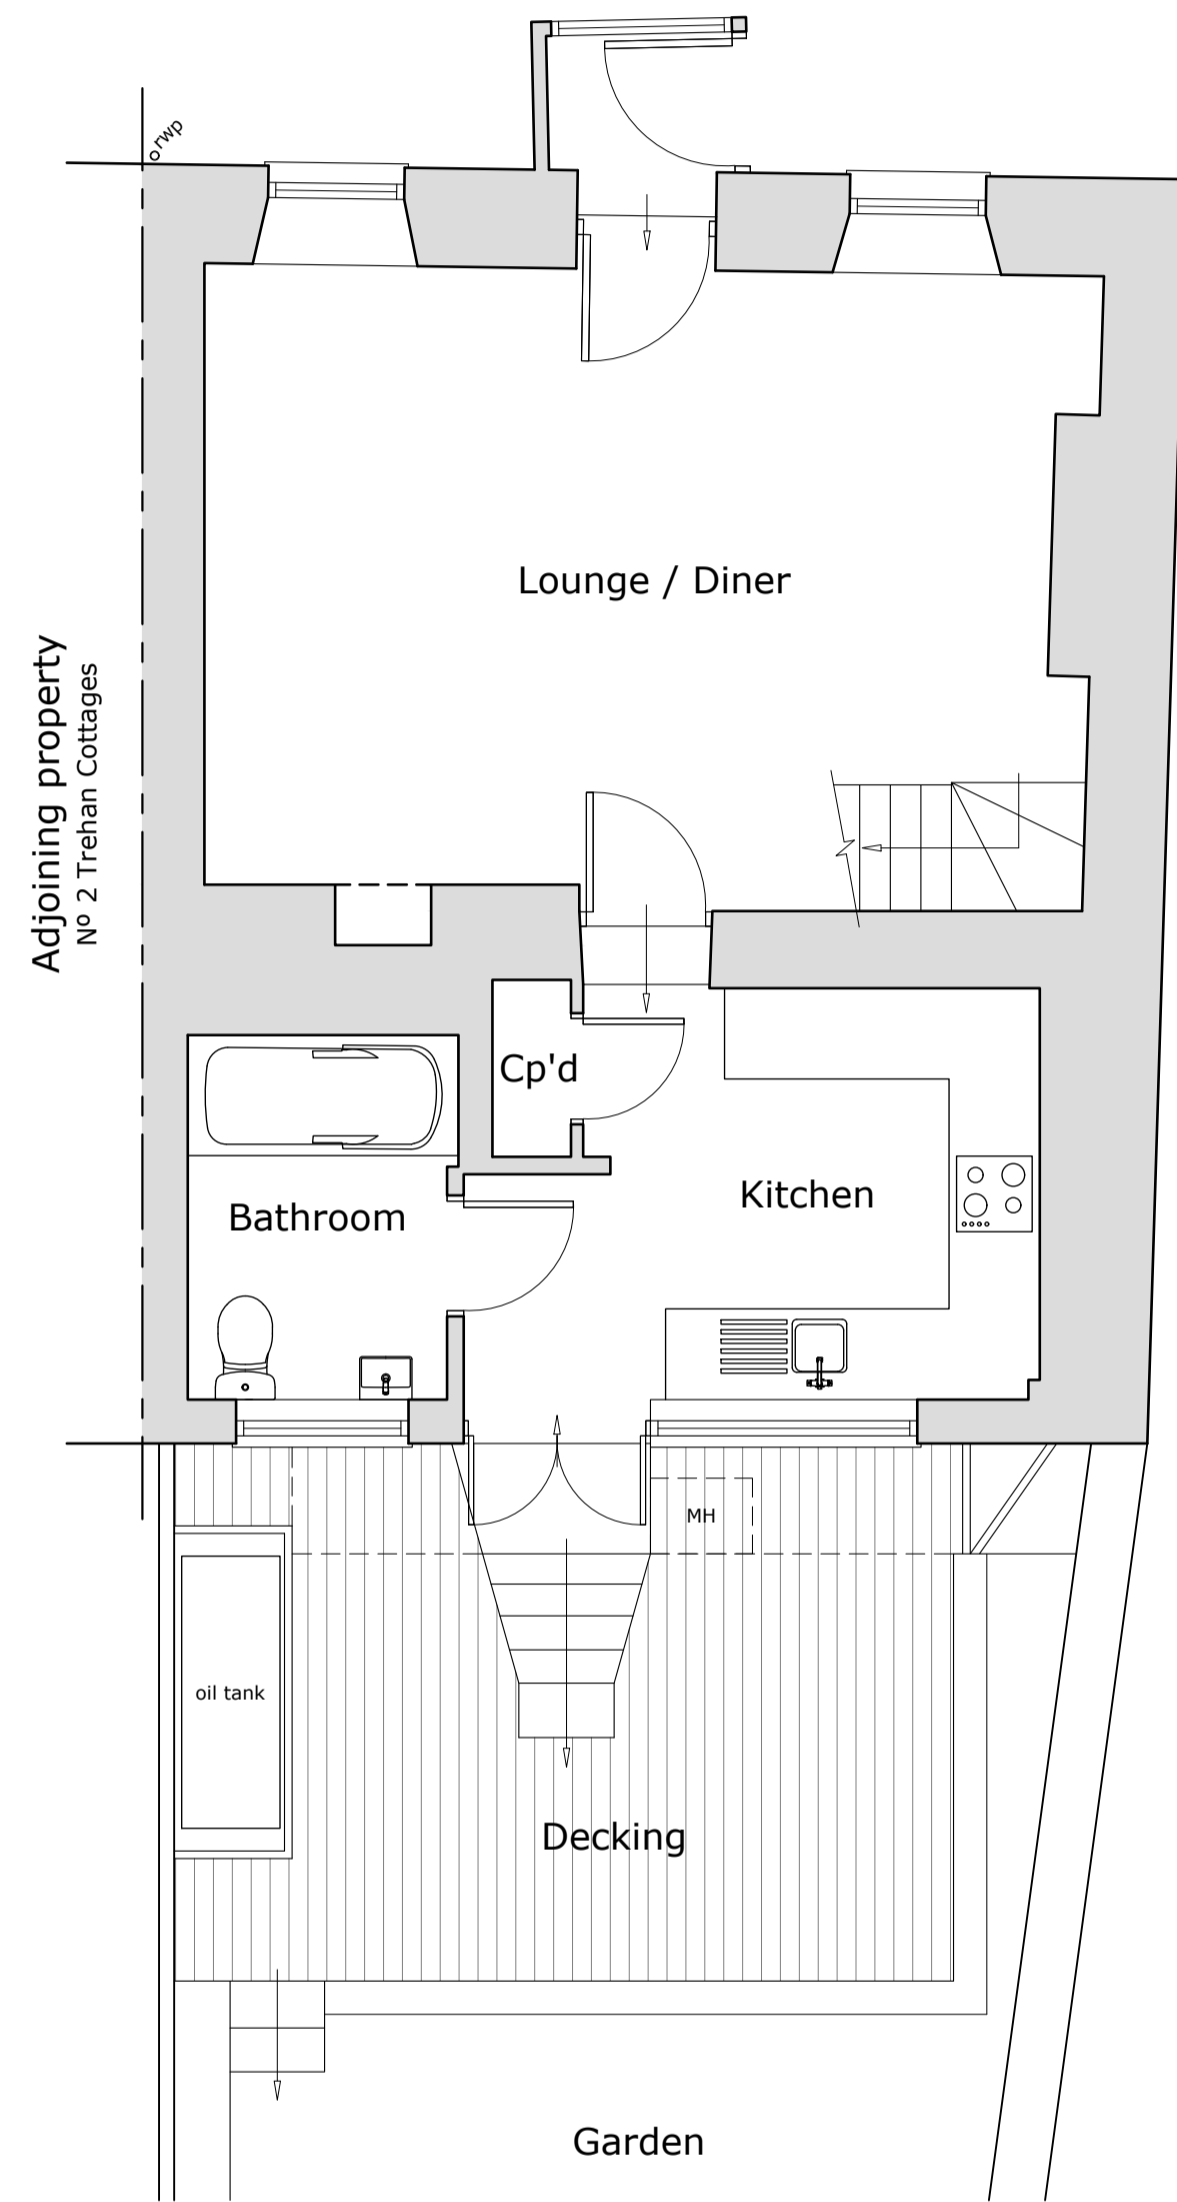 rwp
Lounge / Diner
Adjoining property
Nº 2 Trehan Cottages
Cp'd
Kitchen
Bathroom
MH
oil tank
Decking
Garden